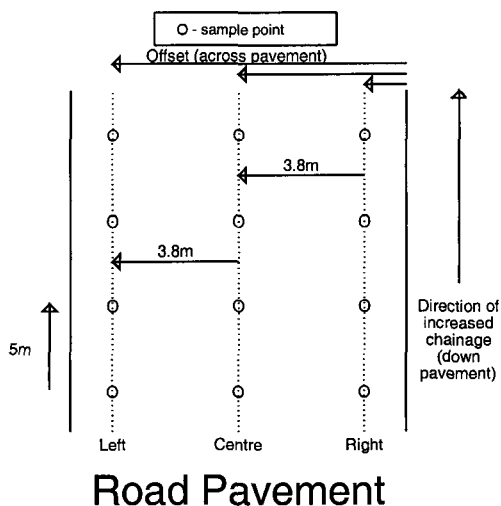 O - sample point
Offset (across pavement)
3.8m
3.8m
5m
Direction of
increased
chainage
(down
pavement)
Left Centre Right
Road Pavement